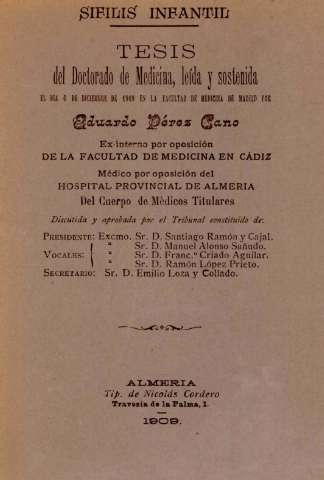 SIFILIS INFANTIL
TESIS
del Doctorado de Medicina, leída y sostenida
EL DIA 6 DE DICIEMBRE DE 1909 EN LA FACULTAD DE MEDICINA DE MADRID POR
Eduardo Pérez Cano
Ex-interno por oposición
DE LA FACULTAD DE MEDICINA EN CÁDIZ
Médico por oposición del
HOSPITAL PROVINCIAL DE ALMERIA
Del Cuerpo de Médicos Titulares
Discutida y aprobada por el Tribunal constituido de:
PRESIDENTE: EXCMO. Sr. D. Santiago Ramón y Cajal.
" Sr. D. Manuel Alonso Sañudo.
VOCALES: " Sr. D. Franc.º Criado Aguilar.
" Sr. D. Ramón López Prieto.
SECRETARIO: Sr. D. Emilio Loza y Collado.
ALMERIA
Tip. de Nicolás Cordero
Travesía de la Palma, 1.
1909.